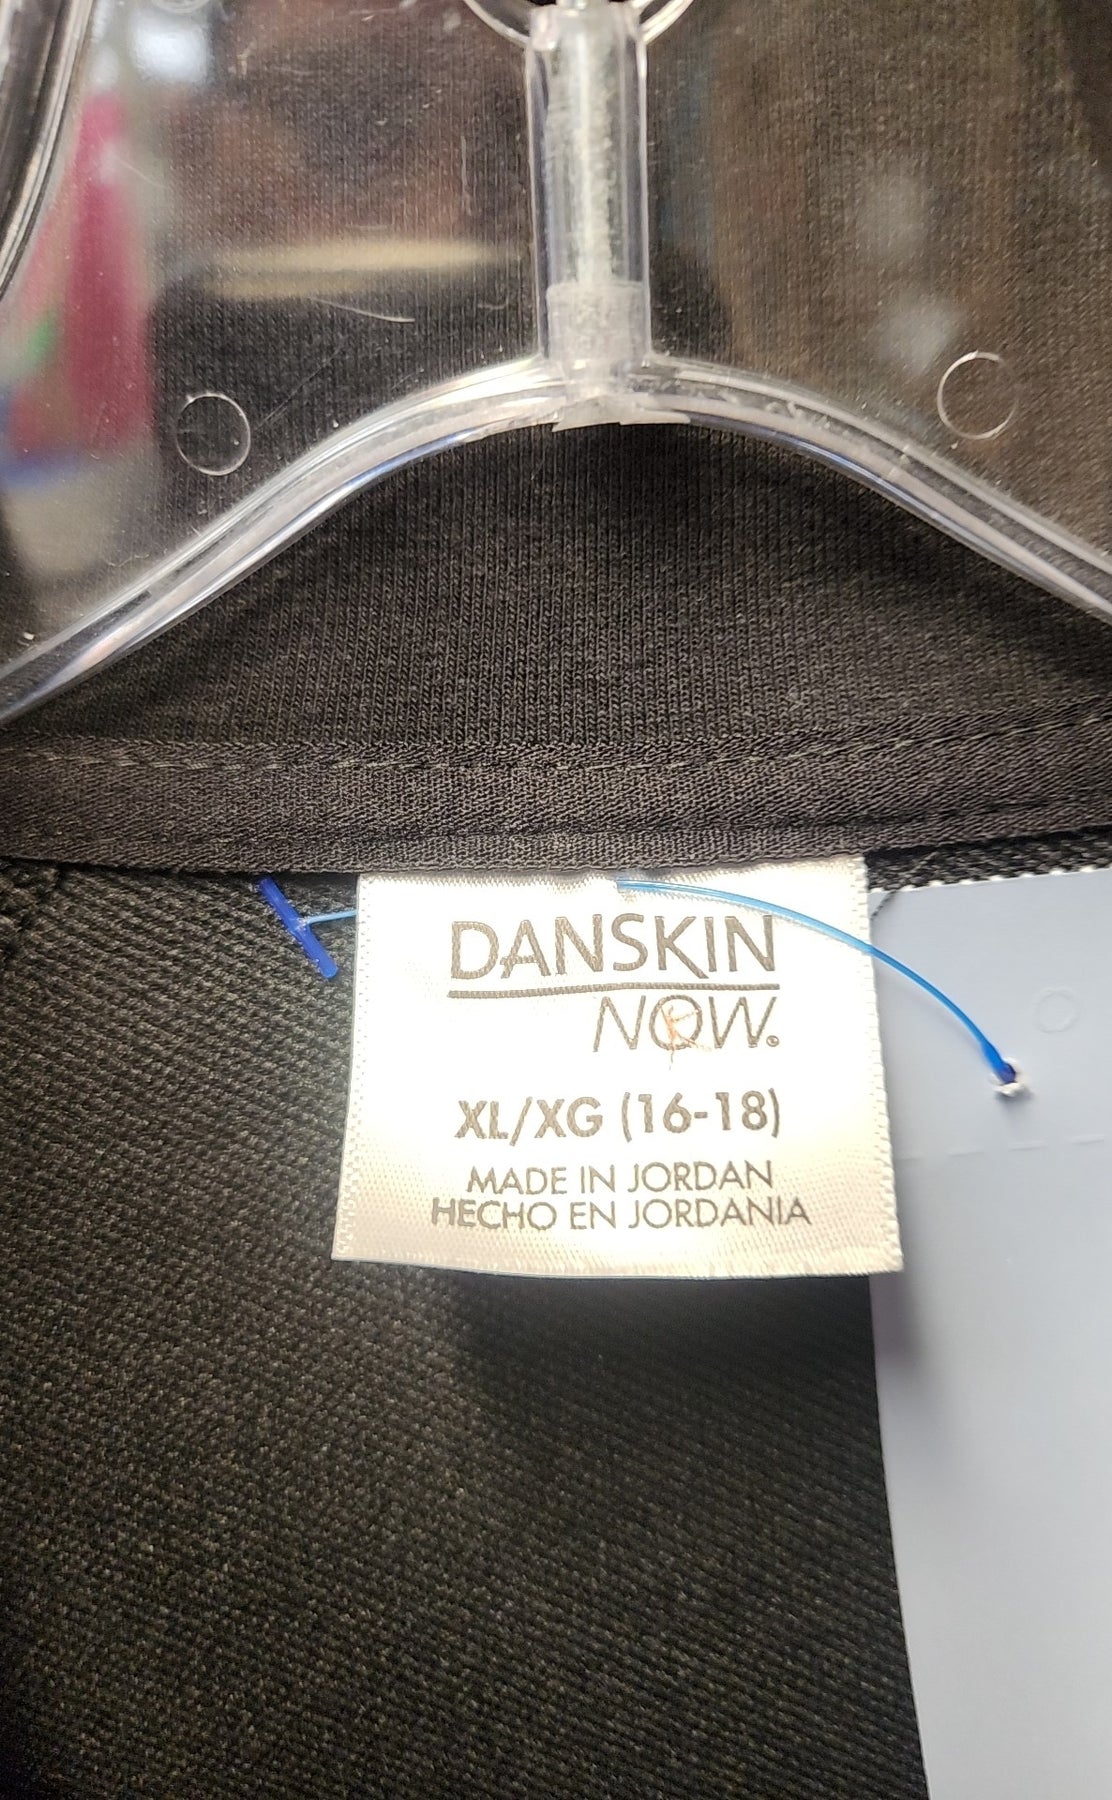 DANSKIN
NOW®
XL/XG (16-18)
MADE IN JORDAN
HECHO EN JORDANIA